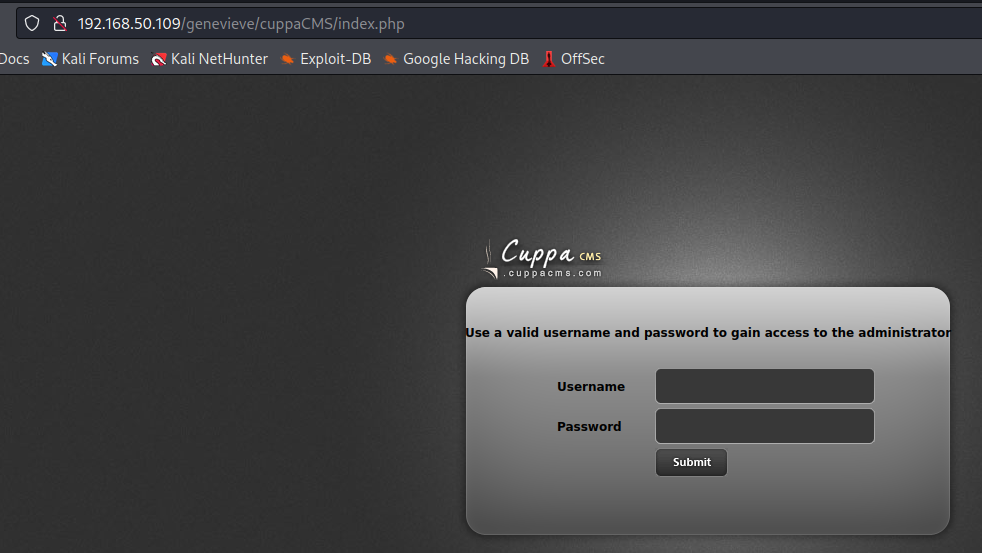 192.168.50.109/genevieve/cuppaCMS/index.php
Docs Kali Forums Kali NetHunter Exploit-DB Google Hacking DB OffSec
Cuppa CMS
.cuppacms.com
Use a valid username and password to gain access to the administrator
Username
Password
Submit